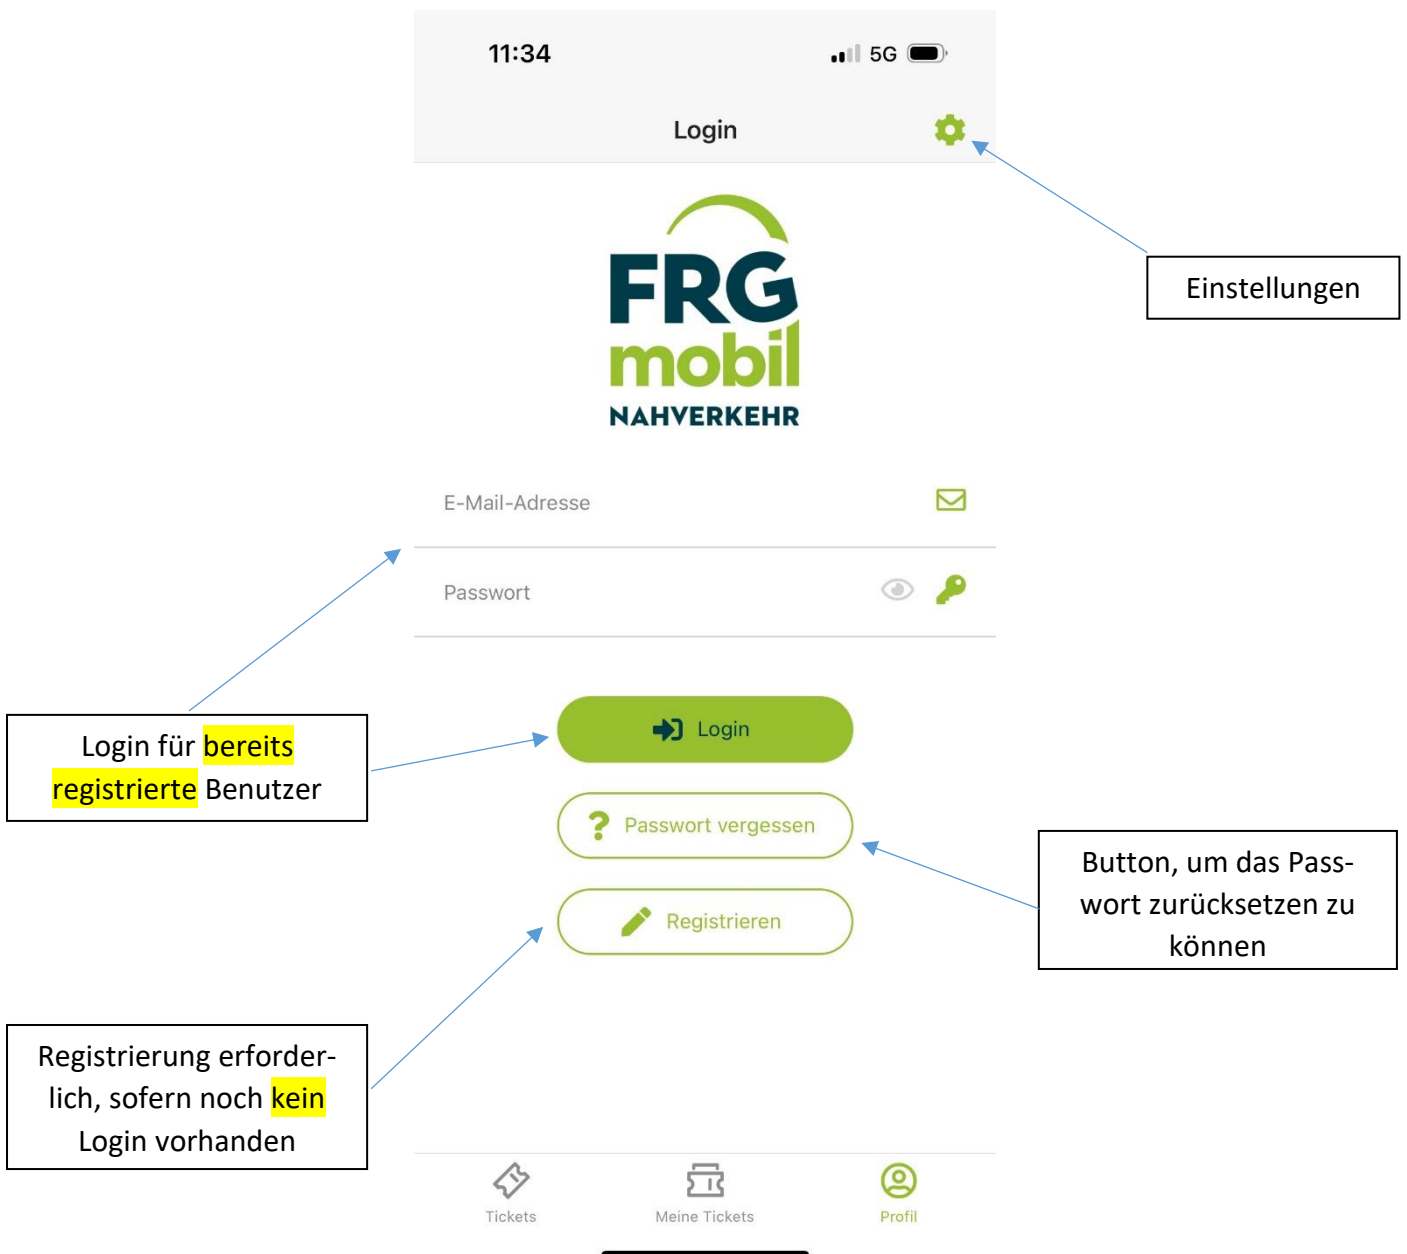 11:34
5G
Login
Einstellungen
FRG
mobil
NAHVERKEHR
E-Mail-Adresse
Passwort
Login für bereits
registrierte Benutzer
Login
Passwort vergessen
Button, um das Pass-
wort zurücksetzen zu
können
Registrieren
Registrierung erforder-
lich, sofern noch kein
Login vorhanden
Tickets
Meine Tickets
Profil